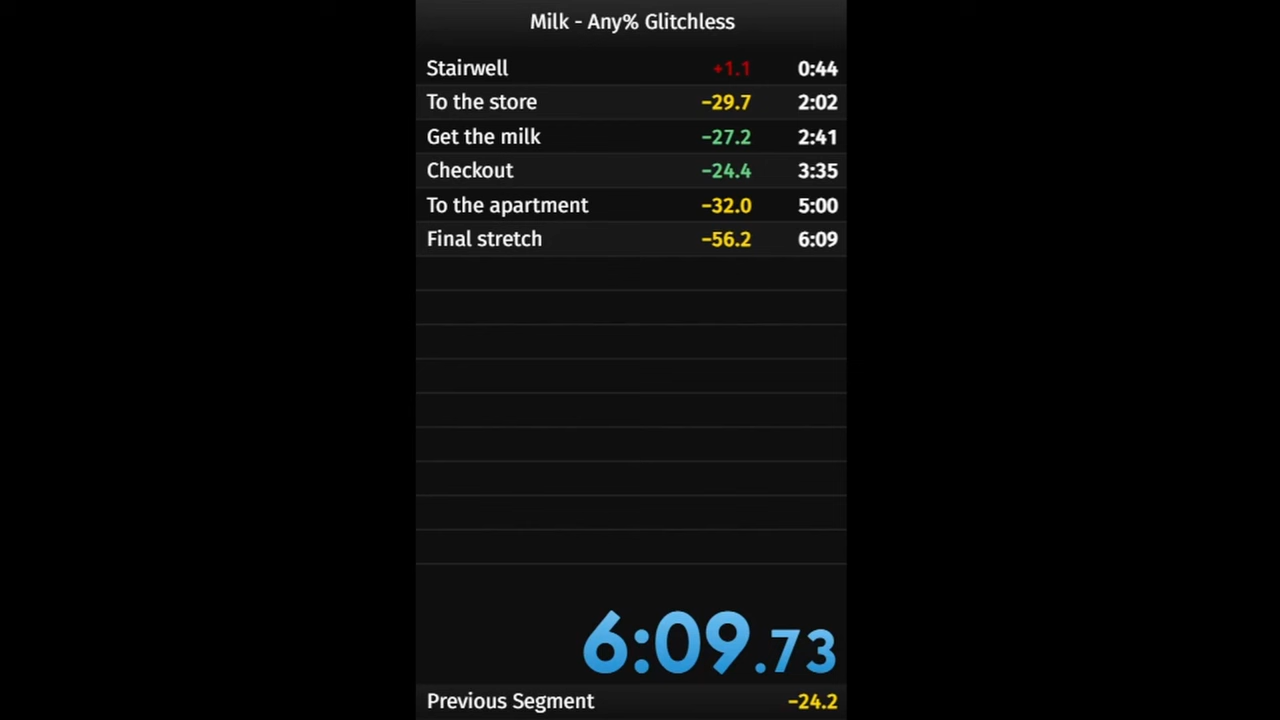 Milk - Any% Glitchless
Stairwell +1.1 0:44
To the store −29.7 2:02
Get the milk −27.2 2:41
Checkout −24.4 3:35
To the apartment −32.0 5:00
Final stretch −56.2 6:09
6:09.73
Previous Segment −24.2